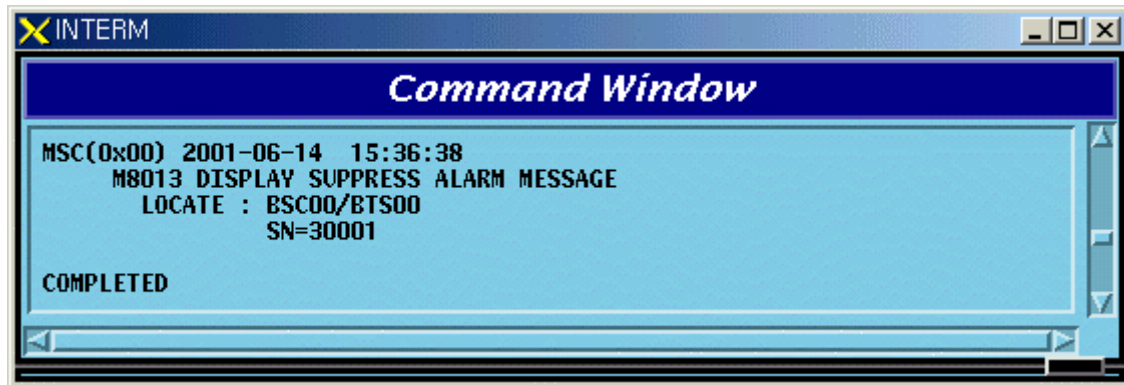 INTERM
Command Window
MSC(0x00) 2001-06-14 15:36:38
M8013 DISPLAY SUPPRESS ALARM MESSAGE
LOCATE : BSC00/BTS00
SN=30001
COMPLETED